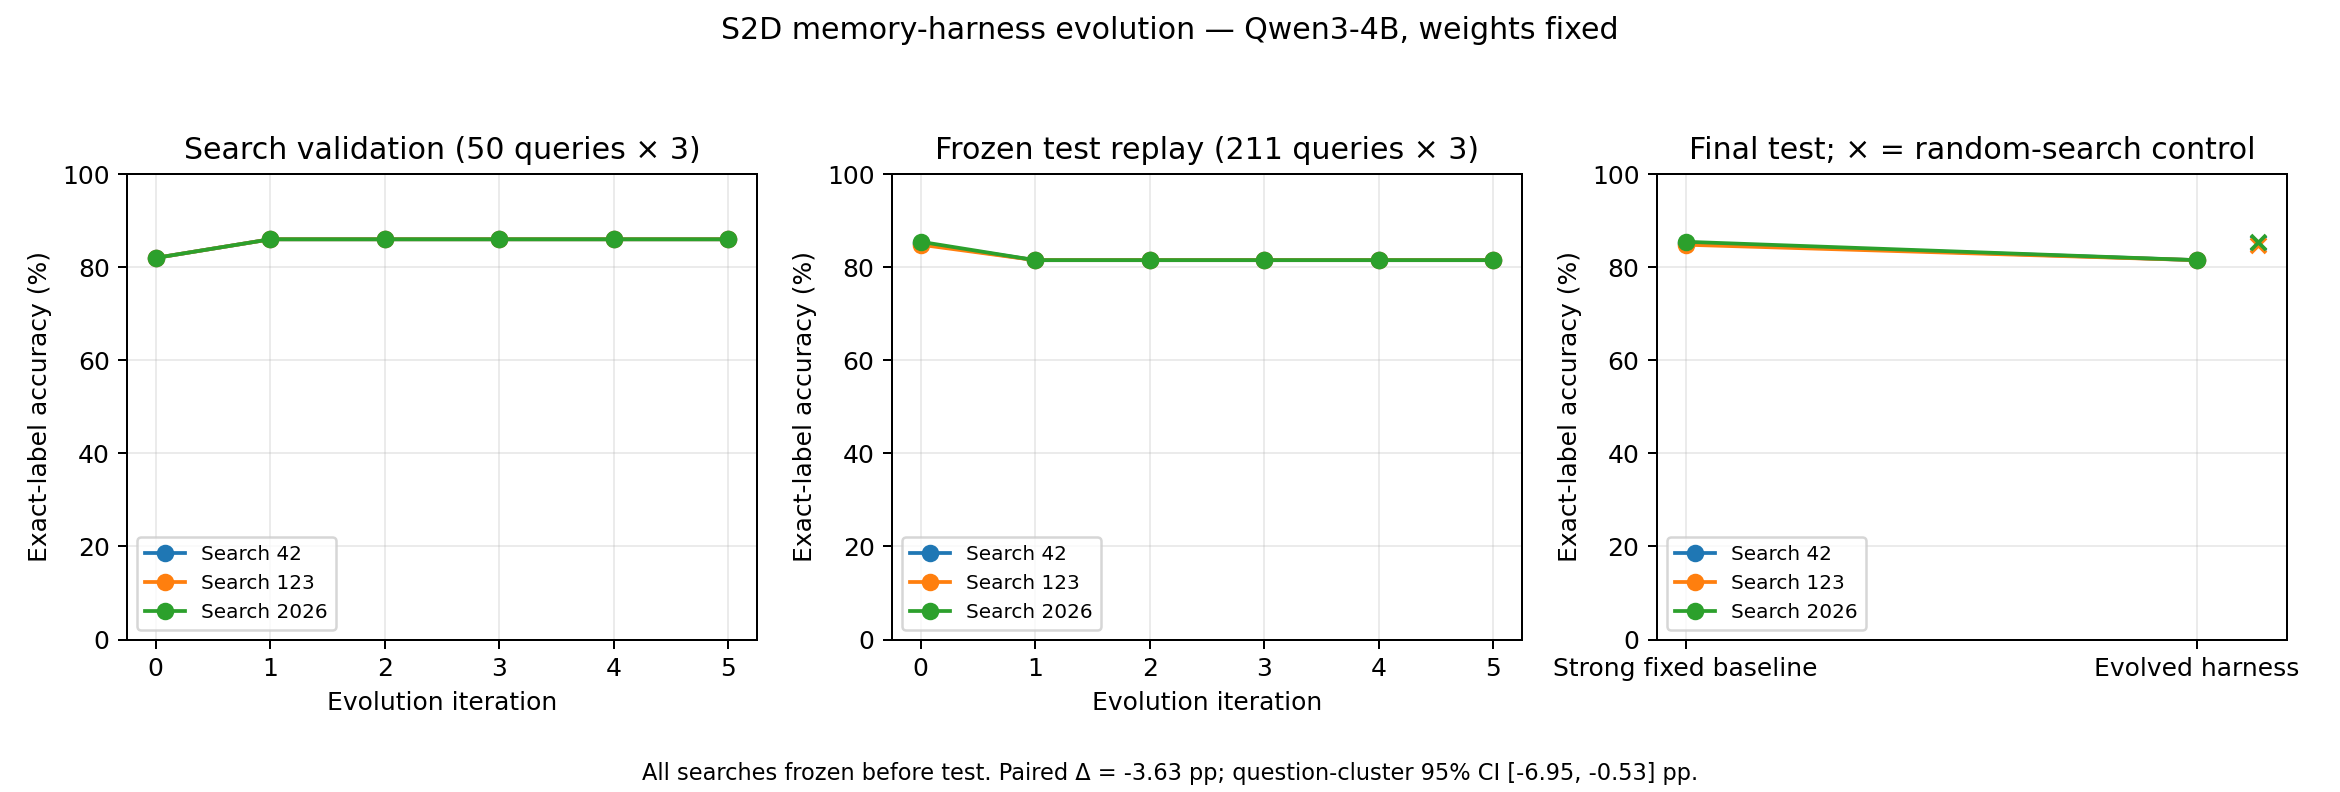 S2D memory-harness evolution — Qwen3-4B, weights fixed
Search validation (50 queries × 3)
Exact-label accuracy (%)
100
80
60
40
20
0
Search 42
Search 123
Search 2026
0 1 2 3 4 5
Evolution iteration
Frozen test replay (211 queries × 3)
Exact-label accuracy (%)
100
80
60
40
20
0
Search 42
Search 123
Search 2026
0 1 2 3 4 5
Evolution iteration
Final test; × = random-search control
Exact-label accuracy (%)
100
80
60
40
20
0
Search 42
Search 123
Search 2026
Strong fixed baseline Evolved harness
All searches frozen before test. Paired Δ = -3.63 pp; question-cluster 95% CI [-6.95, -0.53] pp.